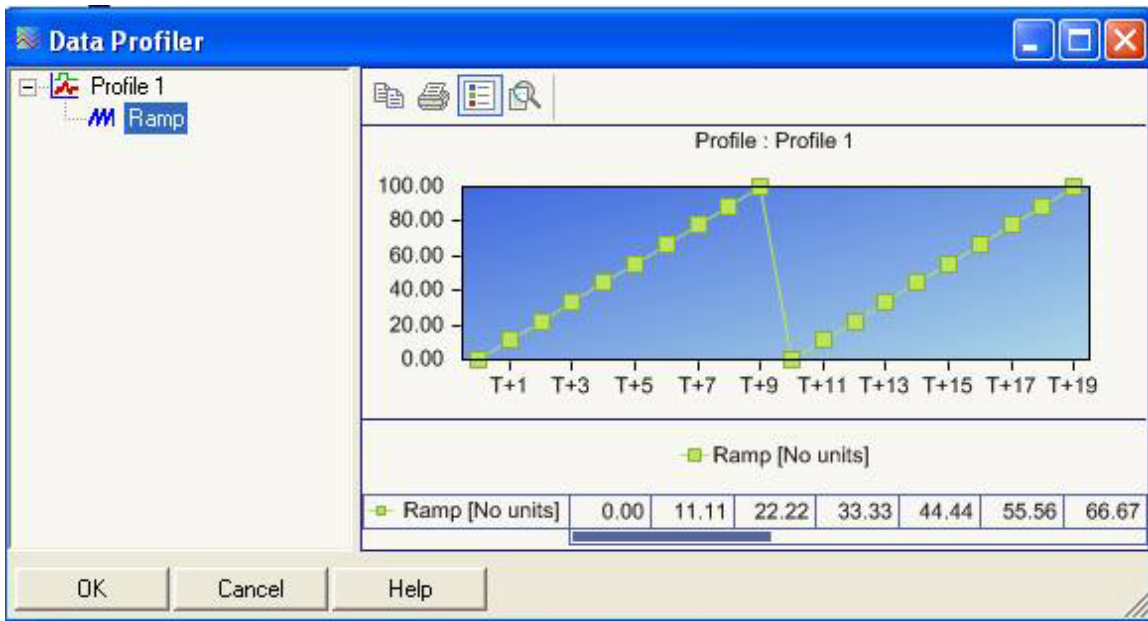 Data Profiler
Profile 1
Ramp
Profile : Profile 1
100.00
80.00
60.00
40.00
20.00
0.00
T+1 T+3 T+5 T+7 T+9 T+11 T+13 T+15 T+17 T+19
Ramp [No units]
Ramp [No units] 0.00 11.11 22.22 33.33 44.44 55.56 66.67
OK Cancel Help